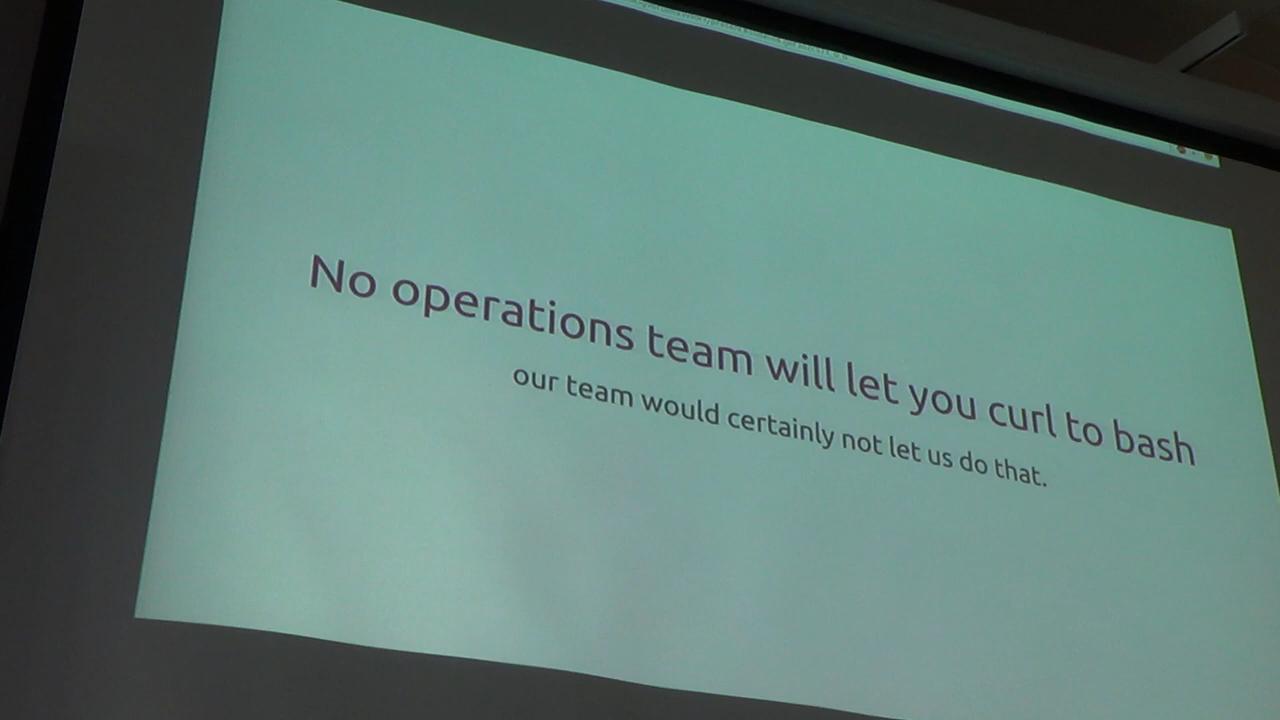 No operations team will let you curl to bash
our team would certainly not let us do that.